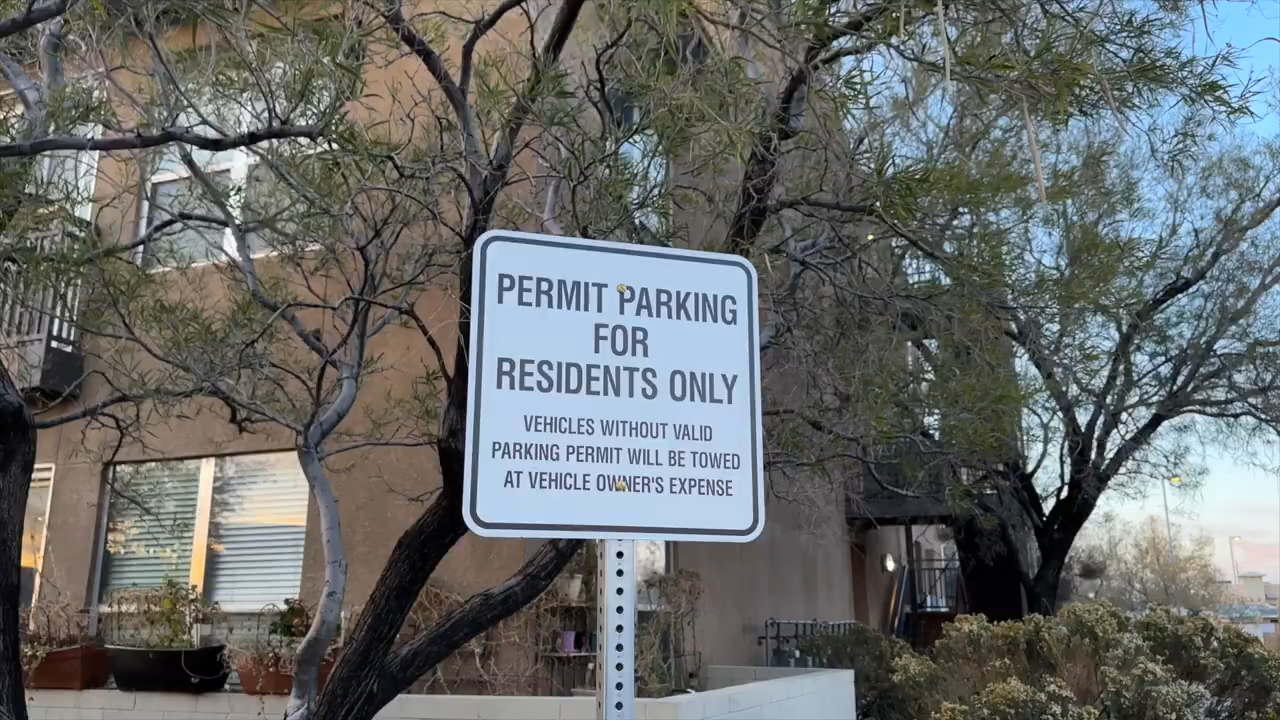 PERMIT PARKING
FOR
RESIDENTS ONLY
VEHICLES WITHOUT VALID
PARKING PERMIT WILL BE TOWED
AT VEHICLE OWNER'S EXPENSE